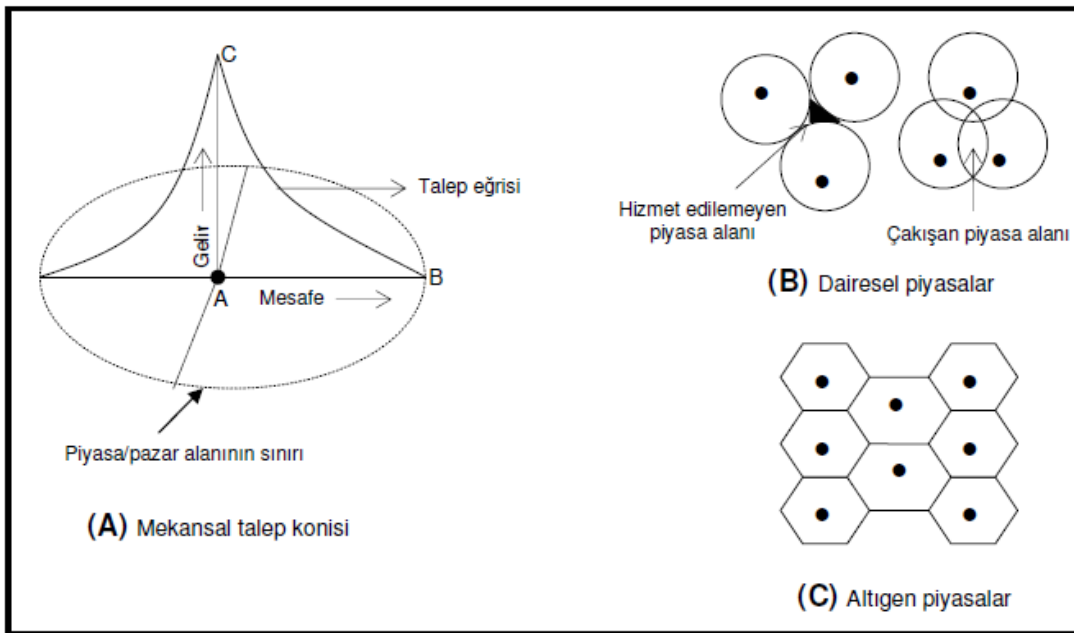 C
Gelir
Talep eğrisi
A
Mesafe
B
Piyasa/pazar alanının sınırı
(A) Mekansal talep konisi
Hizmet edilemeyen
piyasa alanı
Çakışan piyasa alanı
(B) Dairesel piyasalar
(C) Altıgen piyasalar